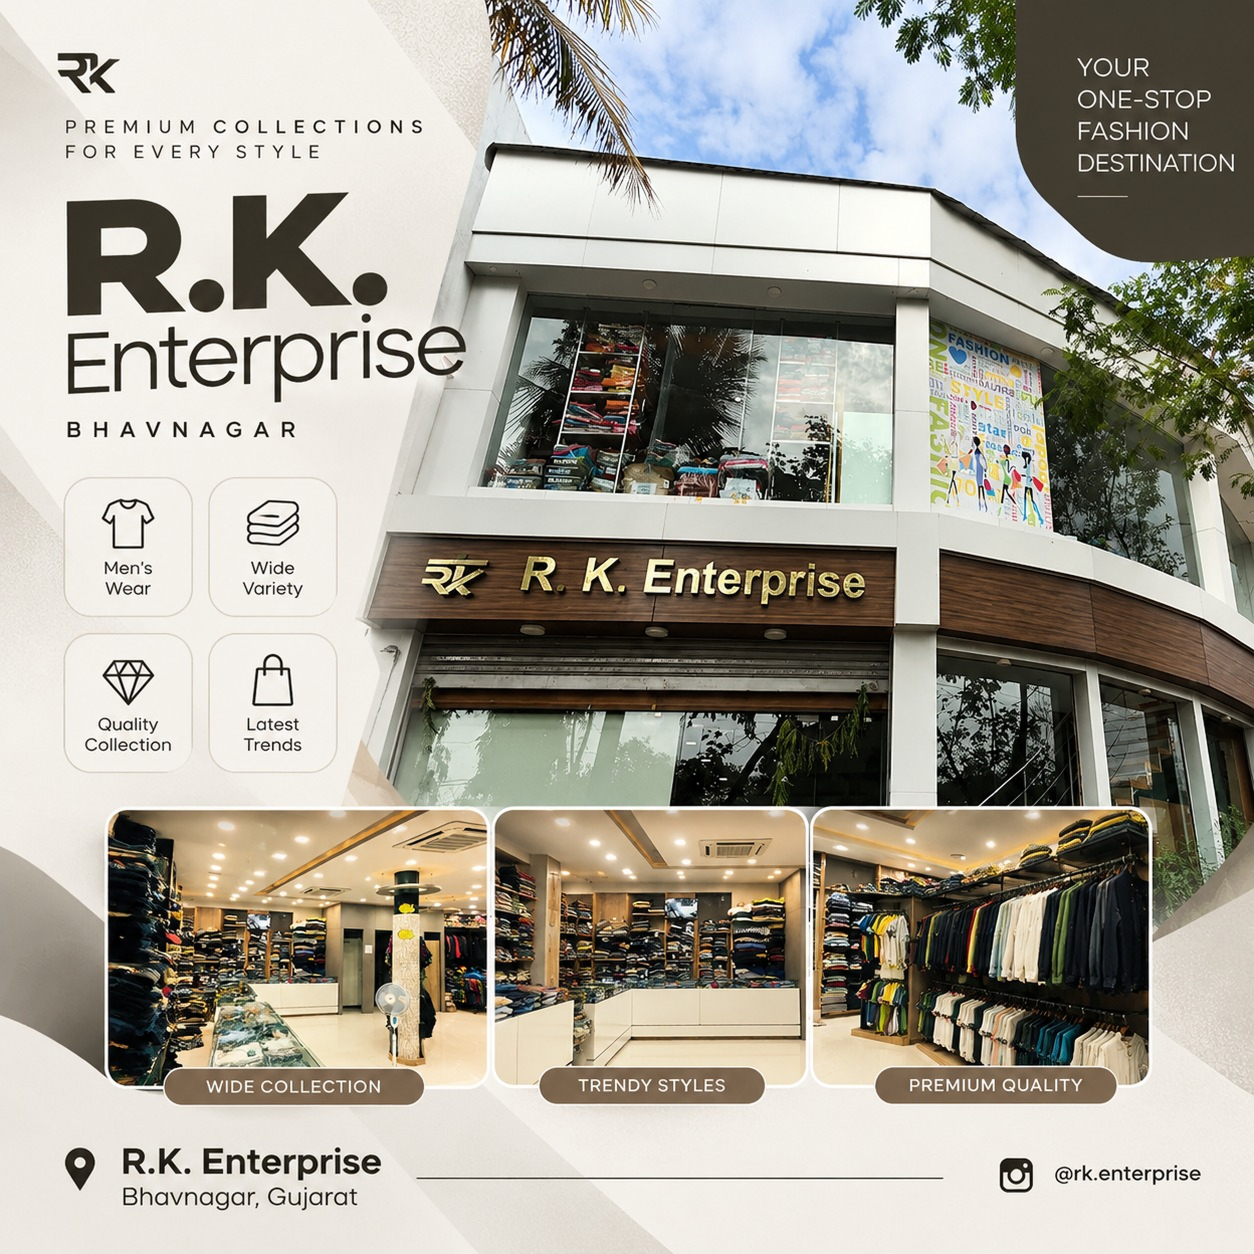 RK
PREMIUM COLLECTIONS
FOR EVERY STYLE
R.K.
Enterprise
BHAVNAGAR
YOUR
ONE-STOP
FASHION
DESTINATION
Men's
Wear
Wide
Variety
Quality
Collection
Latest
Trends
FASHION
STYLE
star
RK R. K. Enterprise
WIDE COLLECTION
TRENDY STYLES
PREMIUM QUALITY
R.K. Enterprise
Bhavnagar, Gujarat
@rk.enterprise